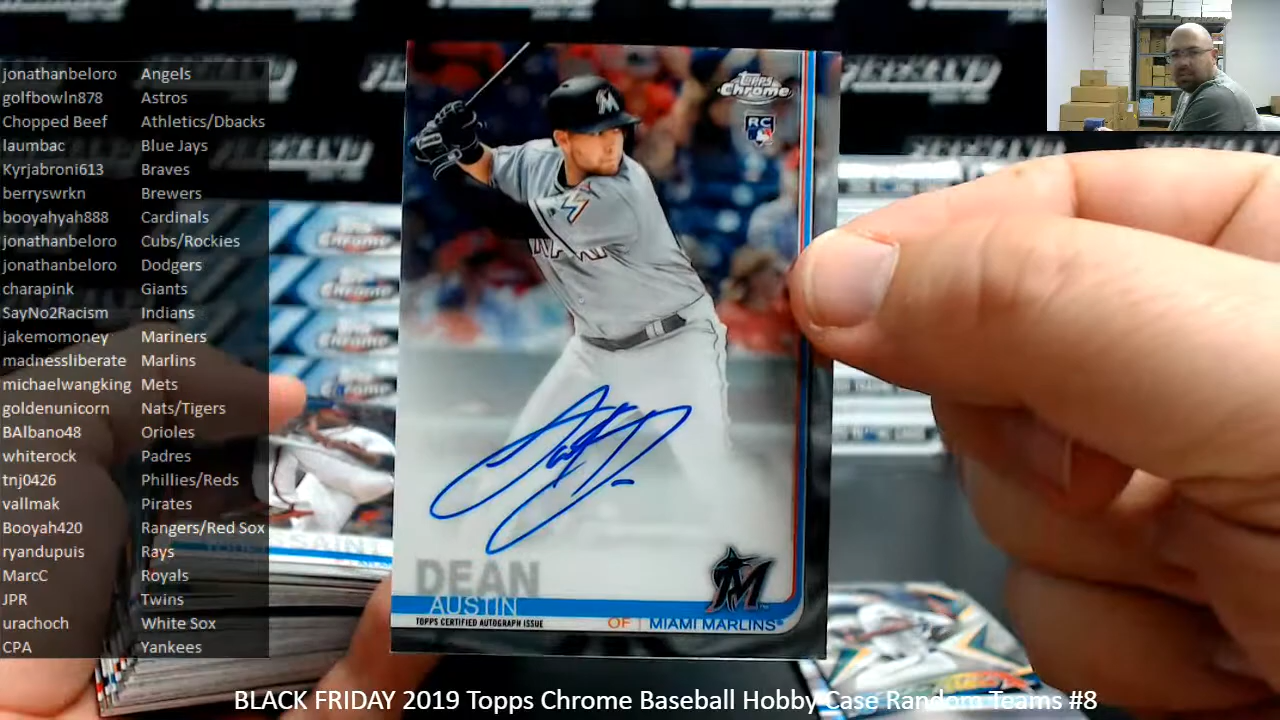 jonathanbeloro Angels
golfbowln878 Astros
Chopped Beef Athletics/Dbacks
laumbac Blue Jays
Kyrjabroni613 Braves
berryswrkn Brewers
booyahyah888 Cardinals
jonathanbeloro Cubs/Rockies
jonathanbeloro Dodgers
charapink Giants
SayNo2Racism Indians
jakemomoney Mariners
madnessliberate Marlins
michaelwangking Mets
goldenunicorn Nats/Tigers
BAlbano48 Orioles
whiterock Padres
tnj0426 Phillies/Reds
vallmak Pirates
Booyah420 Rangers/Red Sox
ryandupuis Rays
MarcC Royals
JPR Twins
urachoch White Sox
CPA Yankees
Topps
Chrome
RC
DEAN
AUSTIN
TOPPS CERTIFIED AUTOGRAPH ISSUE
OF | MIAMI MARLINS®
BLACK FRIDAY 2019 Topps Chrome Baseball Hobby Case Random Teams #8